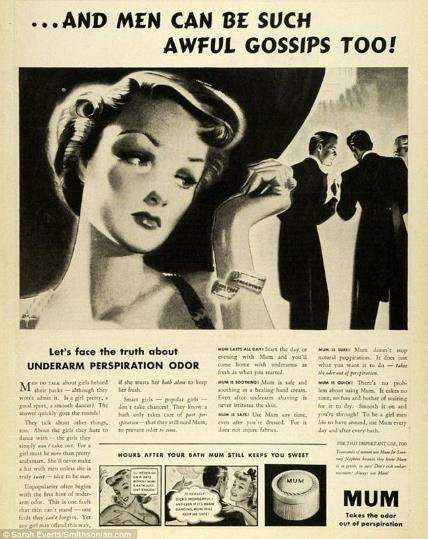 ...AND MEN CAN BE SUCH
AWFUL GOSSIPS TOO!
Let's face the truth about
UNDERARM PERSPIRATION ODOR
MEN DO TALK about girls behind
their backs — although they
won't admit it. Is a girl pretty, a
good sport, a smooth dancer? The
answer quickly goes the rounds!
They talk about other things,
too. About the girls they hate to
dance with — the girls they
simply won't take out. For a
girl must be more than pretty
and smart. She'll never make
a hit with men unless she is
truly sweet — nice to be near.
Unpopularity often begins
with the first hint of under-
arm odor. This is one fault
that men can't stand — one
fault they can't forgive. Yet
any girl may offend this way,
if she trusts her bath alone to keep
her fresh.
Smart girls — popular girls —
don't take chances! They know a
bath only takes care of past per-
spiration — that they still need Mum,
to prevent odor to come.
MUM LASTS ALL DAY! Start the day or
evening with Mum and you'll
come home with underarms as
fresh as when you started.
MUM IS SOOTHING! Mum is safe and
soothing as a healing hand cream.
Even after underarm shaving it
never irritates the skin.
MUM IS SAFE! Use Mum any time,
even after you're dressed. For it
does not injure fabrics.
MUM IS SURE! Mum doesn't stop
natural perspiration. It does just
what you want it to do — takes
the odor out of perspiration.
MUM IS QUICK! There's no prob-
lem about using Mum. It takes no
time, no fuss and bother of waiting
for it to dry. Smooth it on and
you're through! To be a girl men
like to have around, use Mum every
day and after every bath.
FOR THIS IMPORTANT USE, TOO
Thousands of women use Mum for Sani-
tary Napkins because they know Mum
is so gentle, so sure! Don't risk embar-
rassment! Always use Mum!
HOURS AFTER YOUR BATH MUM STILL KEEPS YOU SWEET
MUM
MUM
Takes the odor
out of perspiration
© Sarah Everts/Smithsonian.com